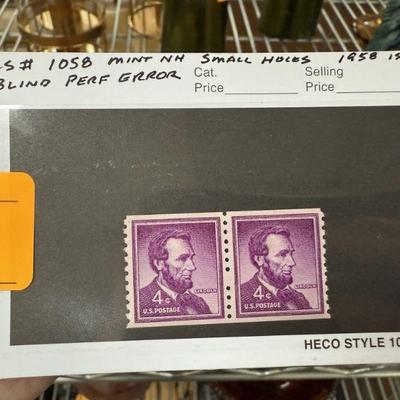 S# 1058 MINT NH SMALL HOLES 1958
BLIND PERF ERROR
Cat. Price
Selling Price
LINCOLN LINCOLN
4¢ 4¢
U.S. POSTAGE U.S. POSTAGE
HECO STYLE 10